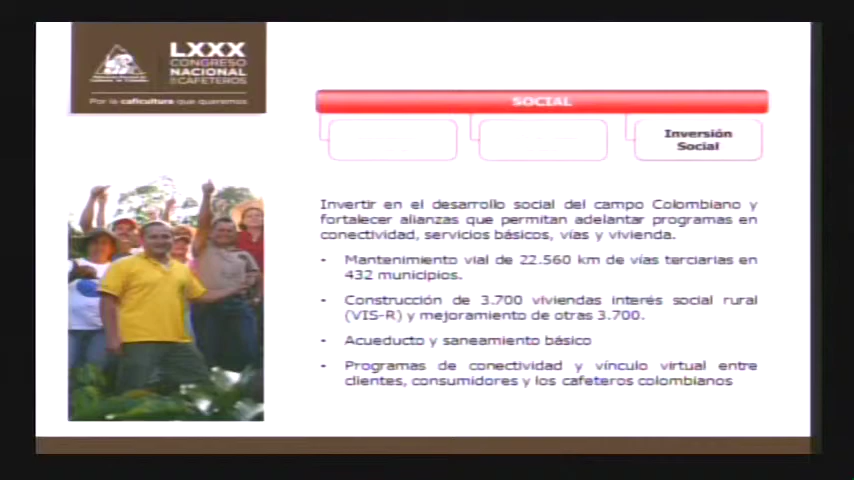 LXXX
CONGRESO
NACIONAL
DE CAFETEROS
Por la caficultura que queremos
SOCIAL
Inversión
Social
Invertir en el desarrollo social del campo Colombiano y
fortalecer alianzas que permitan adelantar programas en
conectividad, servicios básicos, vías y vivienda.
- Mantenimiento vial de 22.560 km de vías terciarias en
432 municipios.
- Construcción de 3.700 viviendas interés social rural
(VIS-R) y mejoramiento de otras 3.700.
- Acueducto y saneamiento básico
- Programas de conectividad y vínculo virtual entre
clientes, consumidores y los cafeteros colombianos